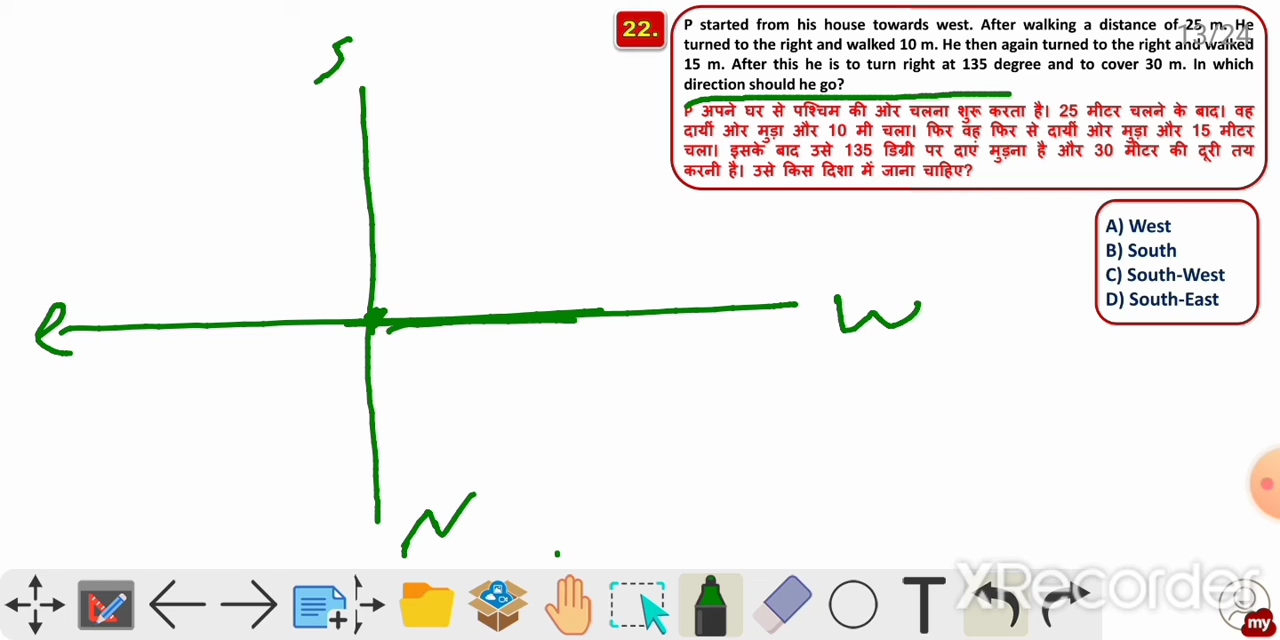 22.
P started from his house towards west. After walking a distance of 25 m. He
turned to the right and walked 10 m. He then again turned to the right and walked
15 m. After this he is to turn right at 135 degree and to cover 30 m. In which
direction should he go?
P अपने घर से पश्चिम की ओर चलना शुरू करता है। 25 मीटर चलने के बाद। वह
दायीं ओर मुड़ा और 10 मी चला। फिर वह फिर से दायीं ओर मुड़ा और 15 मीटर
चला। इसके बाद उसे 135 डिग्री पर दाएं मुड़ना है और 30 मीटर की दूरी तय
करनी है। उसे किस दिशा में जाना चाहिए?
13/24
A) West
B) South
C) South-West
D) South-East
S
E
W
N
T
XRecorder
my